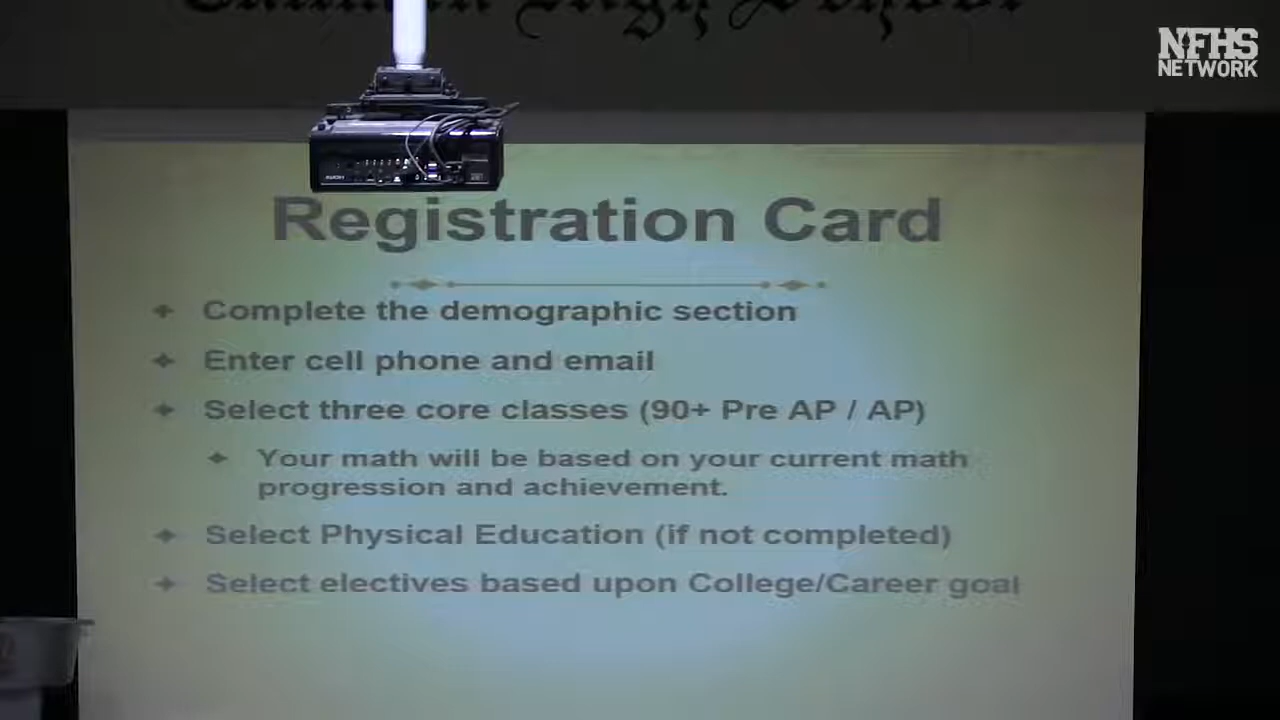 High School
NFHS
NETWORK
Registration Card
Complete the demographic section
Enter cell phone and email
Select three core classes (90+ Pre AP / AP)
Your math will be based on your current math
progression and achievement.
Select Physical Education (if not completed)
Select electives based upon College/Career goal